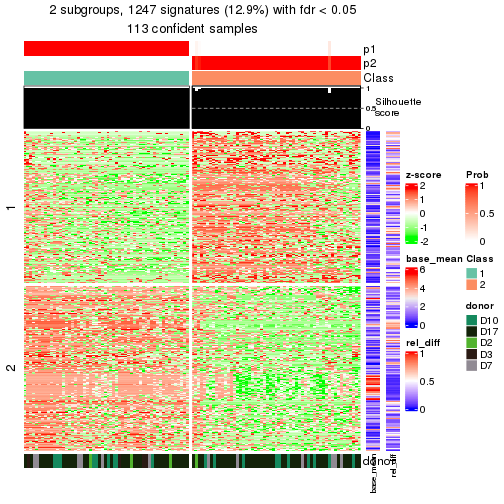 2 subgroups, 1247 signatures (12.9%) with fdr < 0.05
113 confident samples
p1
p2
Class
1
0.5
0
Silhouette
score
1
2
z-score
2
1
0
-1
-2
Prob
1
0.5
0
base_mean
6
4
2
0
Class
1
2
rel_diff
1
0.5
0
donor
D10
D17
D2
D3
D7
donor
base_mean
rel_diff